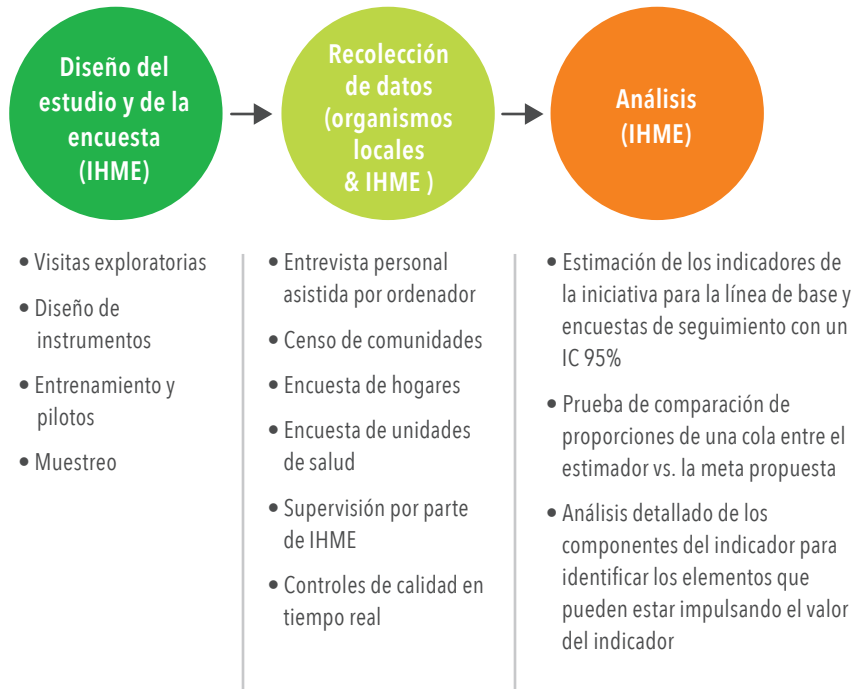 Diseño del
estudio y de la
encuesta
(IHME)
Recolección
de datos
(organismos
locales
& IHME )
Análisis
(IHME)
• Visitas exploratorias
• Diseño de
instrumentos
• Entrenamiento y
pilotos
• Muestreo
• Entrevista personal
asistida por ordenador
• Censo de comunidades
• Encuesta de hogares
• Encuesta de unidades
de salud
• Supervisión por parte
de IHME
• Controles de calidad en
tiempo real
• Estimación de los indicadores de
la iniciativa para la línea de base y
encuestas de seguimiento con un
IC 95%
• Prueba de comparación de
proporciones de una cola entre el
estimador vs. la meta propuesta
• Análisis detallado de los
componentes del indicador para
identificar los elementos que
pueden estar impulsando el valor
del indicador